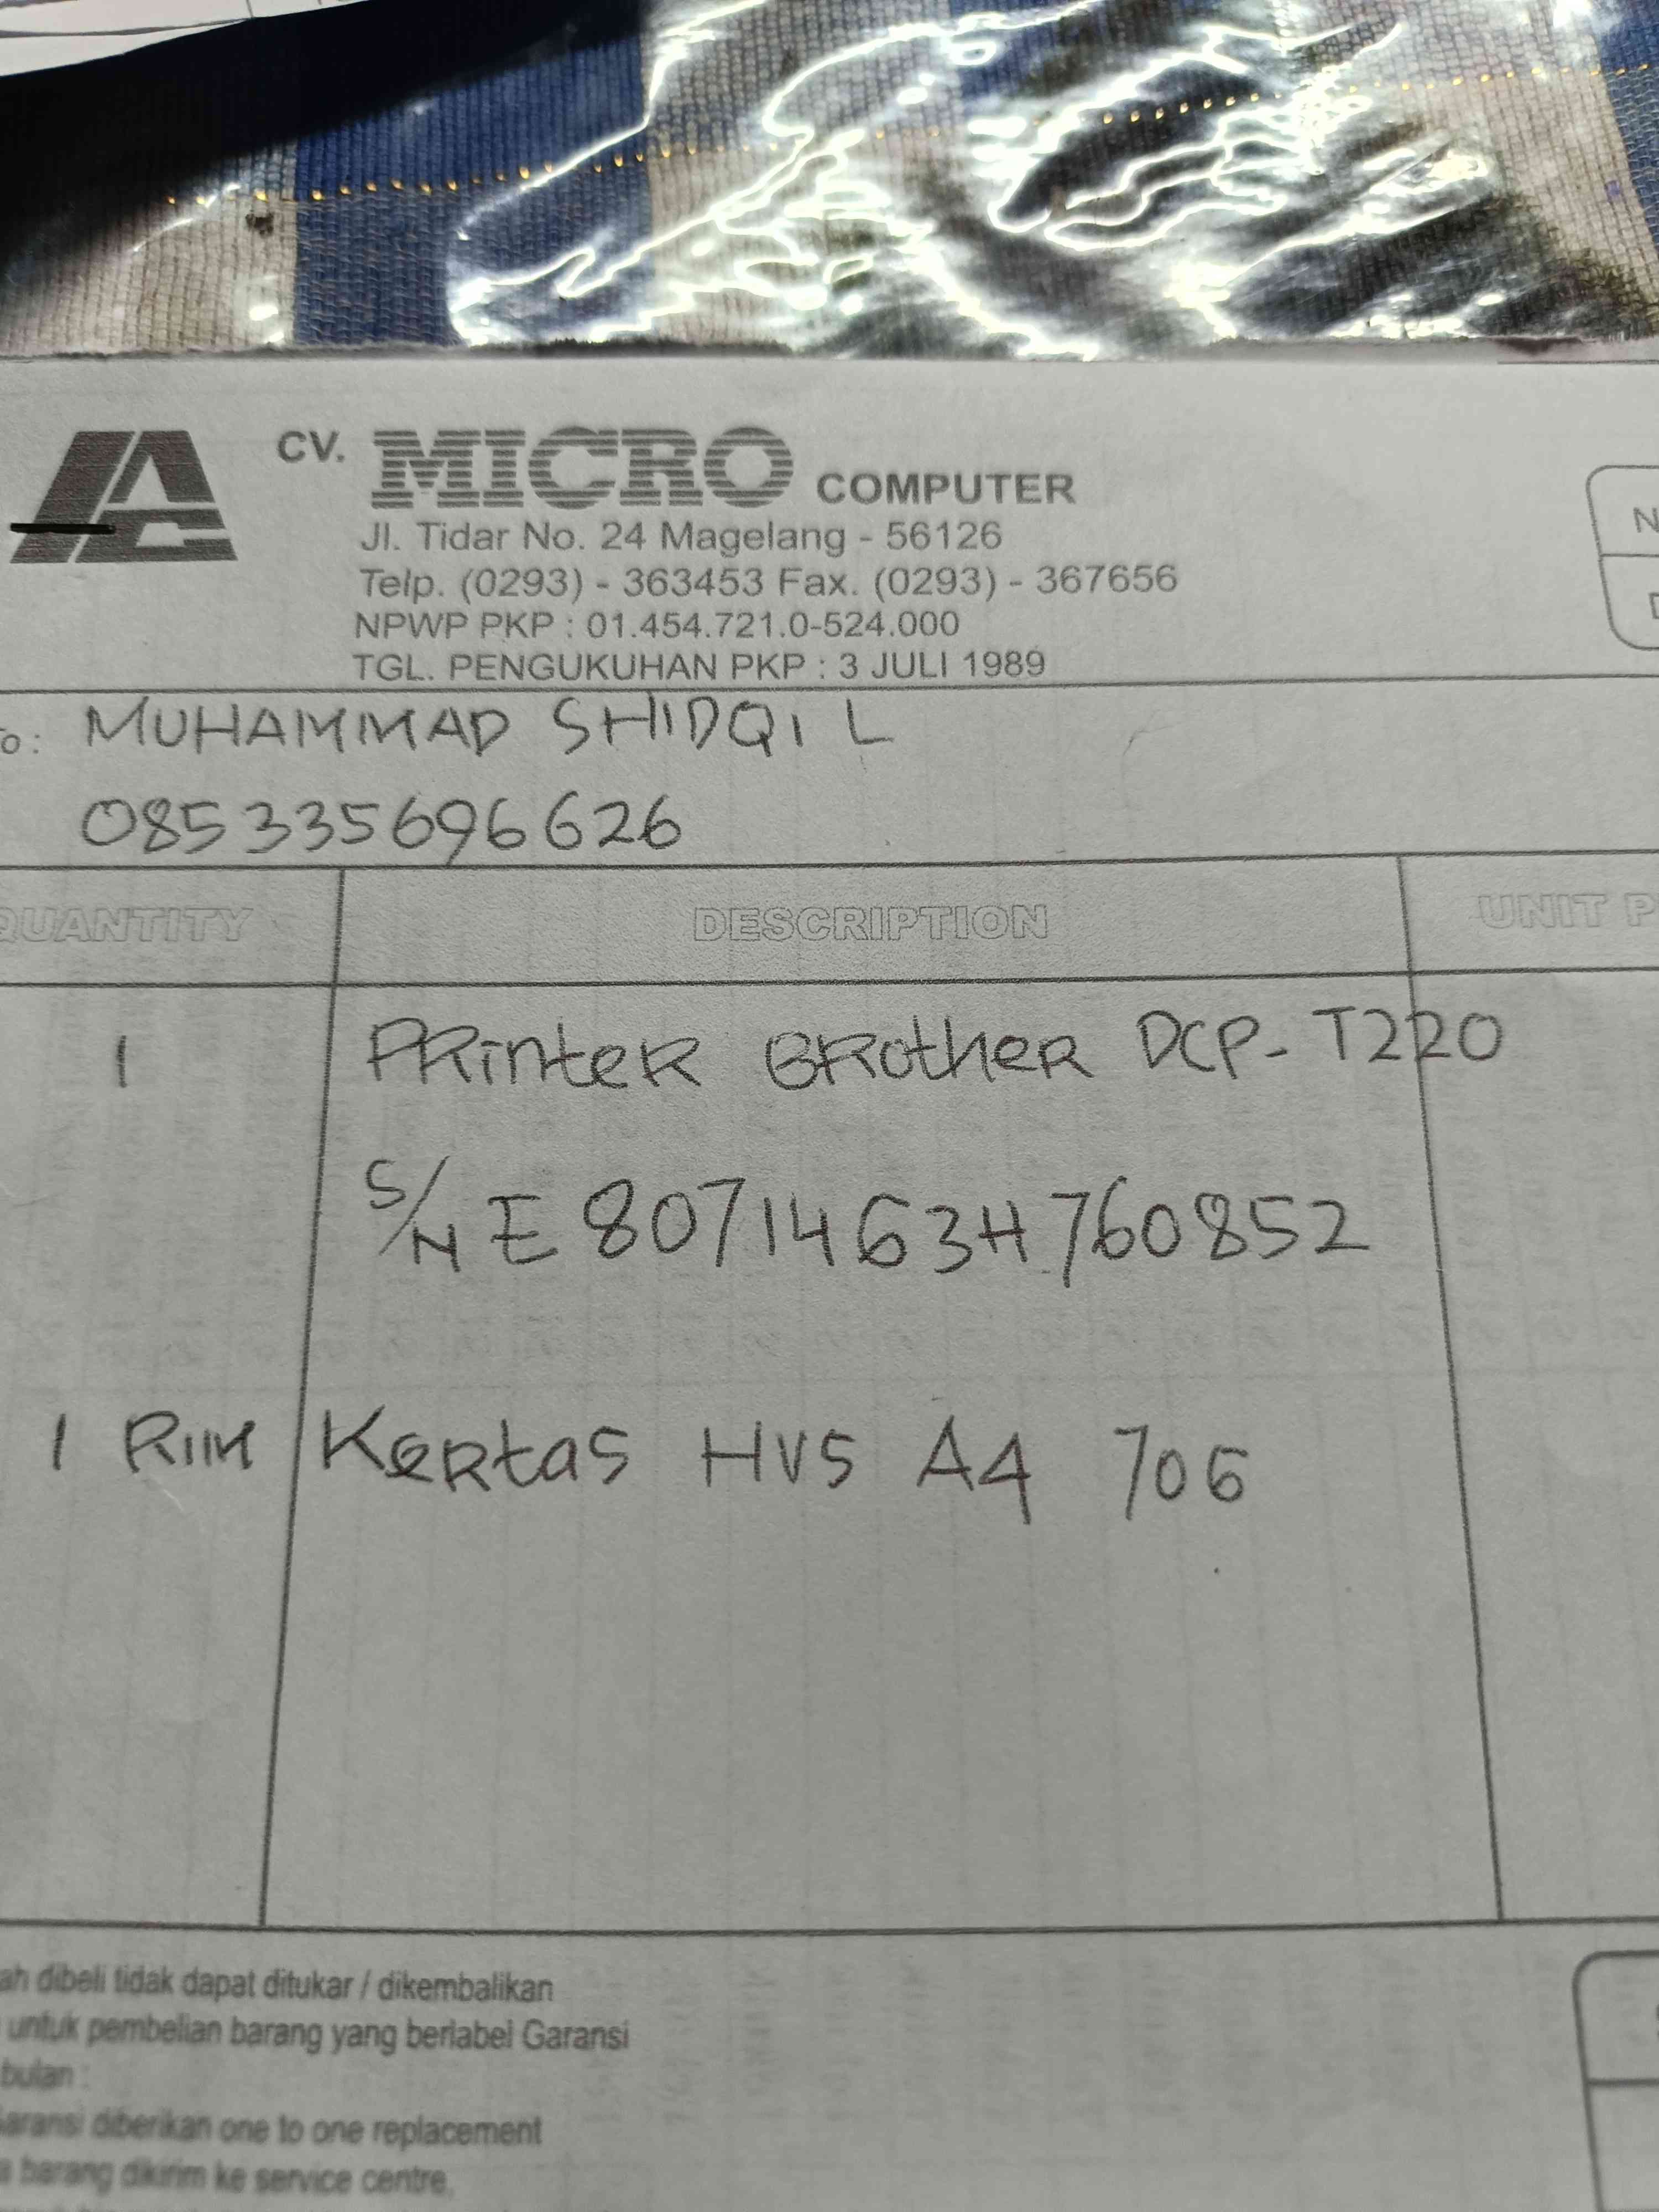 CV. MICRO COMPUTER
Jl. Tidar No. 24 Magelang - 56126
Telp. (0293) - 363453 Fax. (0293) - 367656
NPWP PKP : 01.454.721.0-524.000
TGL. PENGUKUHAN PKP : 3 JULI 1989
o: MUHAMMAD SHIDQI L
085335696626
QUANTITY DESCRIPTION UNIT P
1 PRinteR BRotheR DCP-T220
S/N E80714634760852
1 RIM KeRtas HVS A4 70G
ah dibeli tidak dapat ditukar / dikembalikan
untuk pembelian barang yang berlabel Garansi
bulan :
Garansi diberikan one to one replacement
a barang dikirim ke service centre,